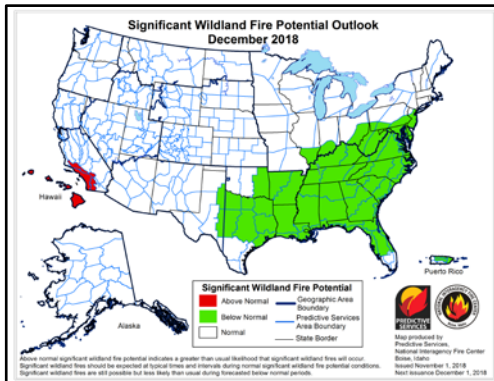 Significant Wildland Fire Potential Outlook
December 2018
Hawaii
Alaska
Puerto Rico
Significant Wildland Fire Potential
Above Normal
Below Normal
Normal
Geographic Area
Boundary
Predictive Services
Area Boundary
State Border
PREDICTIVE
SERVICES
Map produced by
Predictive Services,
National Interagency Fire Center
Boise, Idaho
Issued November 1, 2018
Next issuance December 1, 2018
Above normal significant wildland fire potential indicates a greater than usual likelihood that significant wildland fires will occur.
Significant wildland fires should be expected at typical times and intervals during normal significant wildland fire potential conditions.
Significant wildland fires are still possible but less likely than usual during forecasted below normal periods.